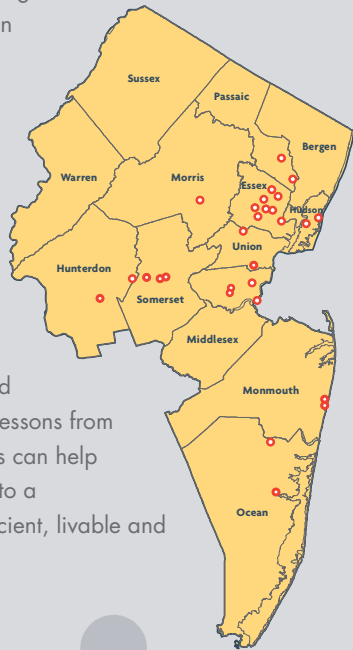 n
Sussex
Passaic
Bergen
Warren
Morris
Essex
Hudson
Union
Hunterdon
Somerset
Middlesex
Monmouth
d
essons from
s can help
to a
cient, livable and
Ocean